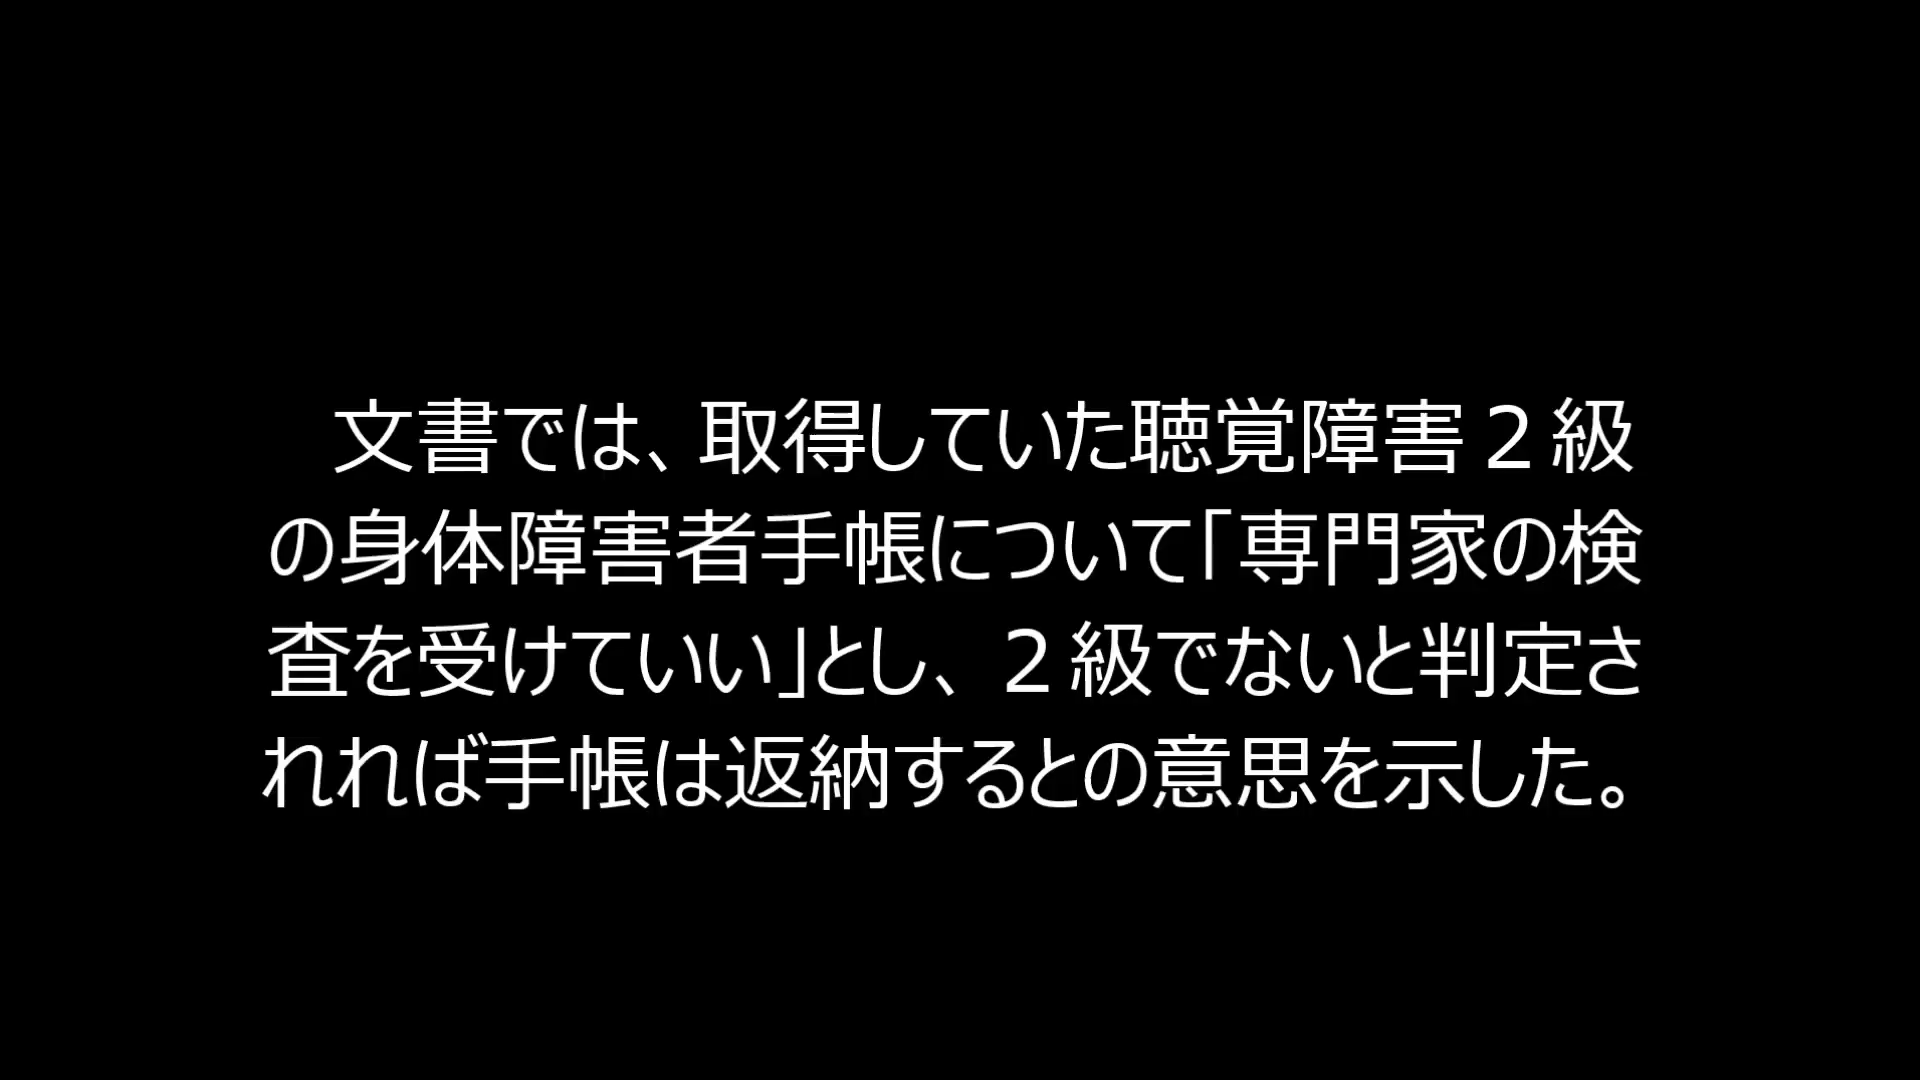 文書では、取得していた聴覚障害２級
の身体障害者手帳について「専門家の検
査を受けていい」とし、２級でないと判定さ
れれば手帳は返納するとの意思を示した。